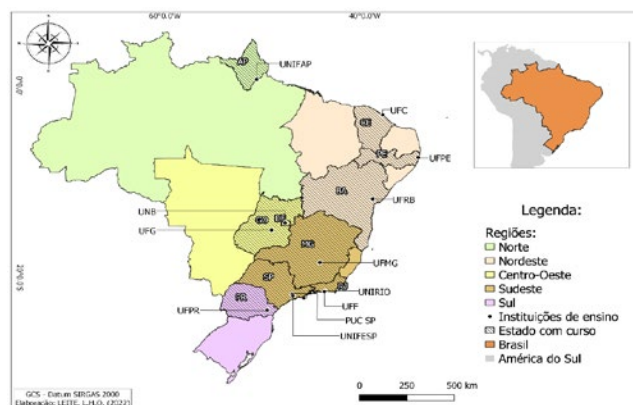 60°0.0'W
40°0.0'W
AP
UNIFAP
0°0.0'
UFC
CE
PE
UFPE
BA
UFRB
UNB
DF
GO
UFG
MG
UFMG
10°0.0'S
SP
RJ
UNIRIO
UFF
PR
UFPR
PUC SP
UNIFESP
Legenda:
Regiões:
Norte
Nordeste
Centro-Oeste
Sudeste
Sul
Instituições de ensino
Estado com curso
Brasil
América do Sul
0 250 500 km
GCS - Datum SIRGAS 2000
Elaboração: LEITE, L.H.O. (2022)